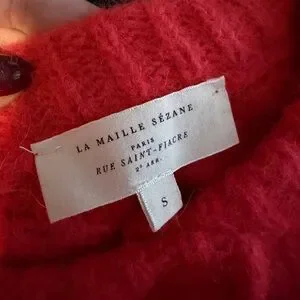 LA MAILLE SÉZANE
PARIS
RUE SAINT-FIACRE
2E ARR.
S